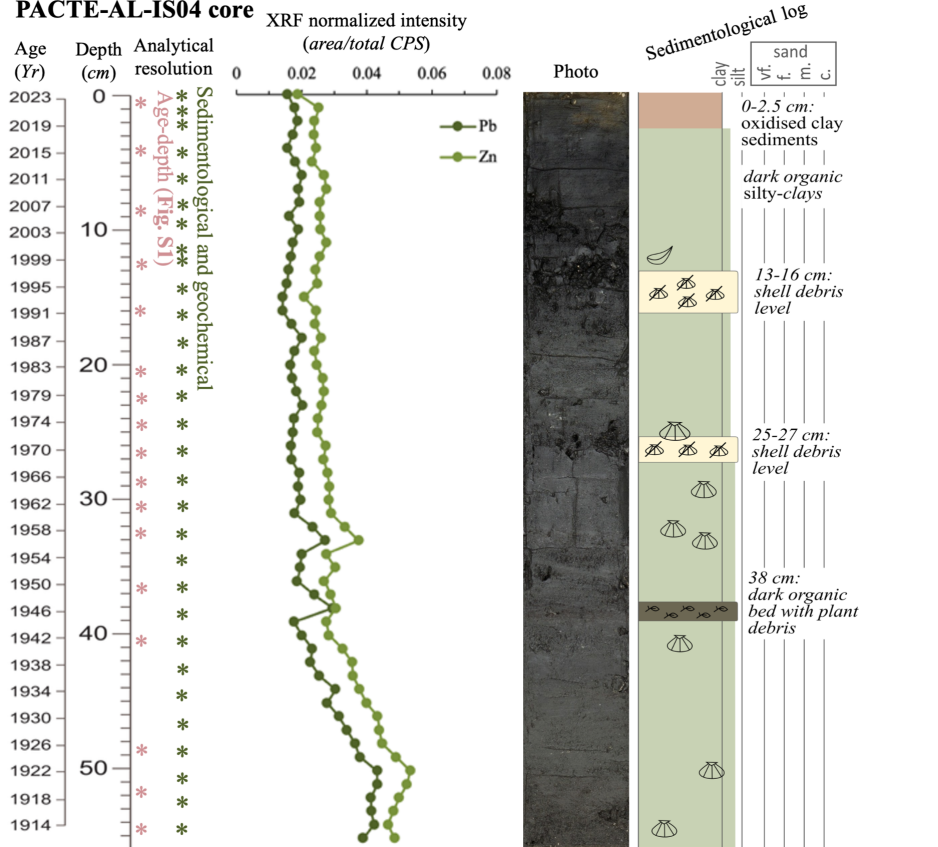 PACTE-AL-IS04 core
XRF normalized intensity
(area/total CPS)
Sedimentological log
Age
(Yr)
Depth
(cm)
Analytical
resolution
Photo
clay
silt
sand
vf.
f.
m.
c.
0
0.02
0.04
0.06
0.08
Pb
Zn
Age-depth (Fig. S1)
Sedimentological and geochemical
2023
2019
2015
2011
2007
2003
1999
1995
1991
1987
1983
1979
1974
1970
1966
1962
1958
1954
1950
1946
1942
1938
1934
1930
1926
1922
1918
1914
0
10
20
30
40
50
0-2.5 cm:
oxidised clay
sediments
dark organic
silty-clays
13-16 cm:
shell debris
level
25-27 cm:
shell debris
level
38 cm:
dark organic
bed with plant
debris